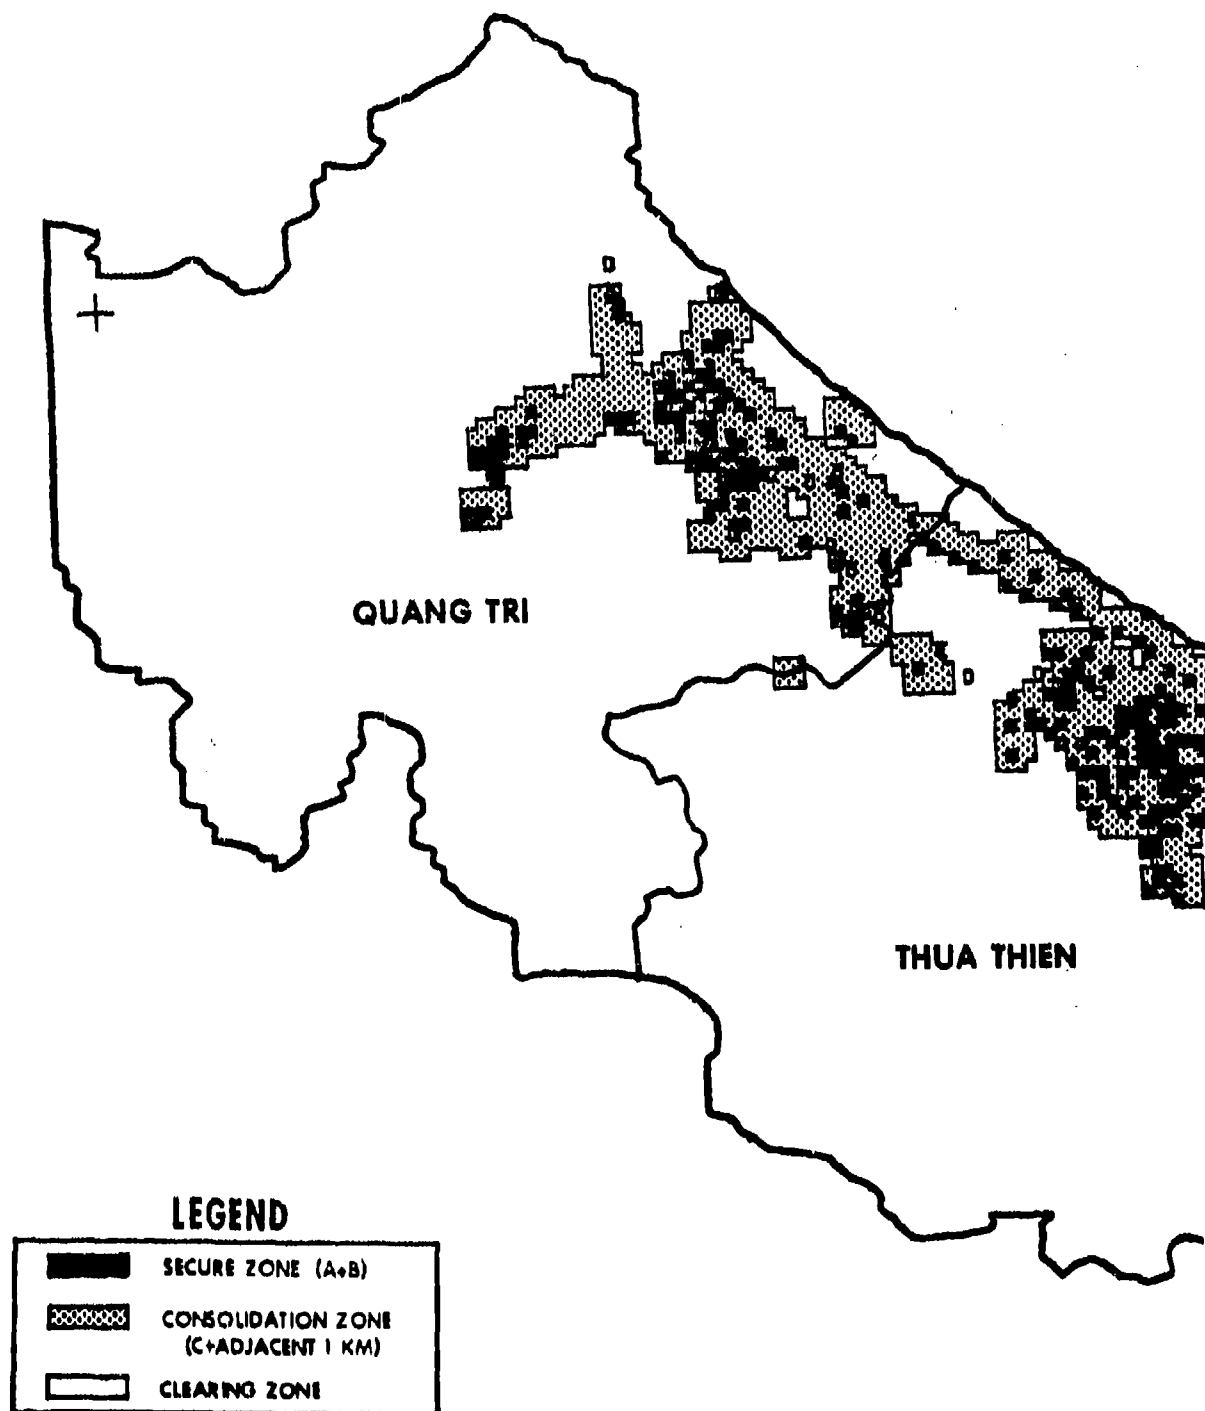 D
QUANG TRI
D
THUA THIEN
LEGEND
SECURE ZONE (A+B)
CONSOLIDATION ZONE
(C+ADJACENT 1 KM)
CLEARING ZONE